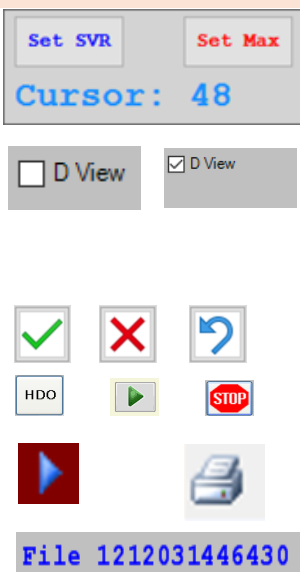 Set SVR Set Max
Cursor: 48
D View D View
HDO STOP
File 1212031446430